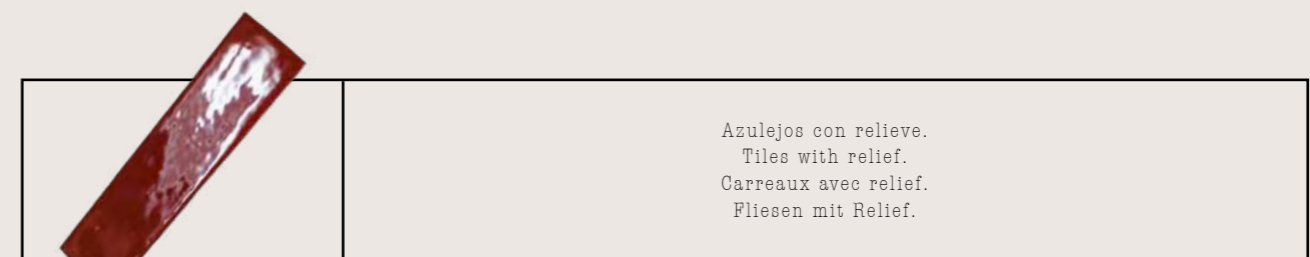 Azulejos con relieve.
Tiles with relief.
Carreaux avec relief.
Fliesen mit Relief.